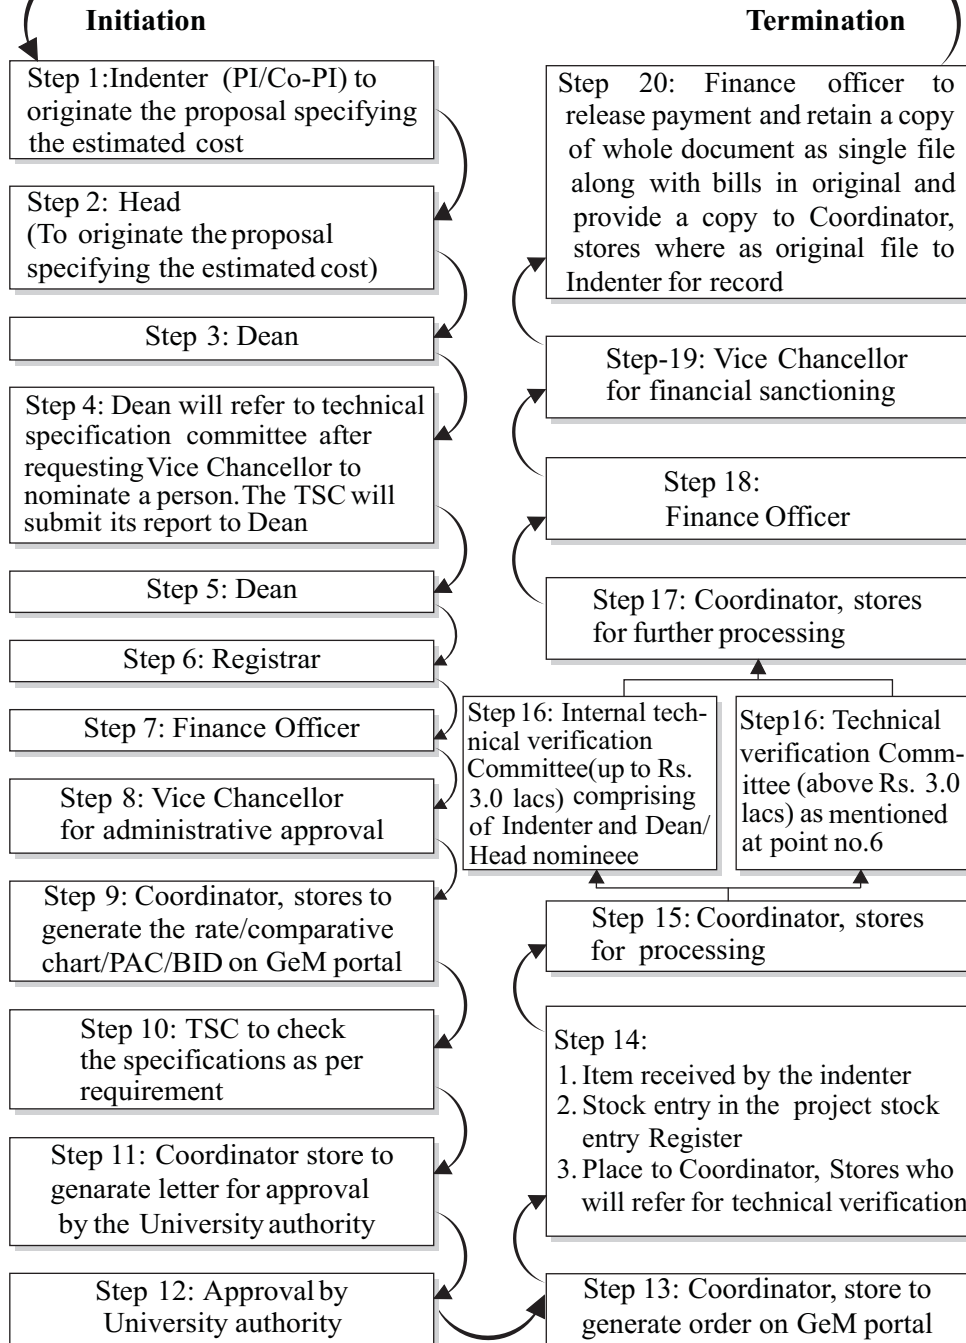 Initiation
Step 1:Indenter (PI/Co-PI) to
originate the proposal specifying
the estimated cost
Step 2: Head
(To originate the proposal
specifying the estimated cost)
Step 3: Dean
Step 4: Dean will refer to technical
specification committee after
requesting Vice Chancellor to
nominate a person. The TSC will
submit its report to Dean
Step 5: Dean
Step 6: Registrar
Step 7: Finance Officer
Step 8: Vice Chancellor
for administrative approval
Step 9: Coordinator, stores to
generate the rate/comparative
chart/PAC/BID on GeM portal
Step 10: TSC to check
the specifications as per
requirement
Step 11: Coordinator store to
genarate letter for approval
by the University authority
Step 12: Approval by
University authority
Termination
Step 20: Finance officer to
release payment and retain a copy
of whole document as single file
along with bills in original and
provide a copy to Coordinator,
stores where as original file to
Indenter for record
Step-19: Vice Chancellor
for financial sanctioning
Step 18:
Finance Officer
Step 17: Coordinator, stores
for further processing
Step 16: Internal tech-
nical verification
Committee(up to Rs.
3.0 lacs) comprising
of Indenter and Dean/
Head nomineee
Step16: Technical
verification Comm-
ittee (above Rs. 3.0
lacs) as mentioned
at point no.6
Step 15: Coordinator, stores
for processing
Step 14:
1. Item received by the indenter
2. Stock entry in the project stock
entry Register
3. Place to Coordinator, Stores who
will refer for technical verification
Step 13: Coordinator, store to
generate order on GeM portal